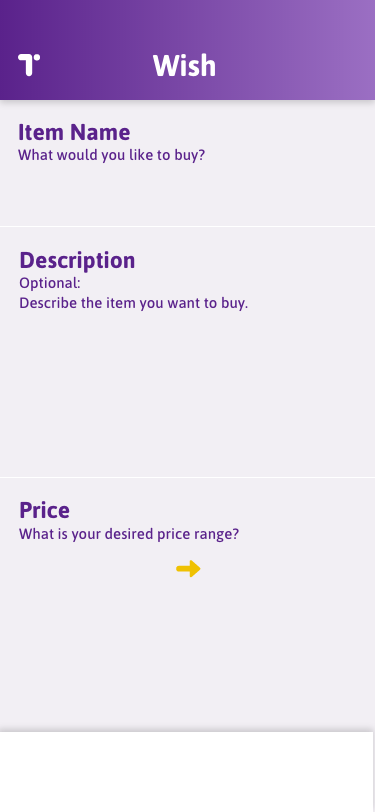 Wish
Item Name
What would you like to buy?
Description
Optional:
Describe the item you want to buy.
Price
What is your desired price range?